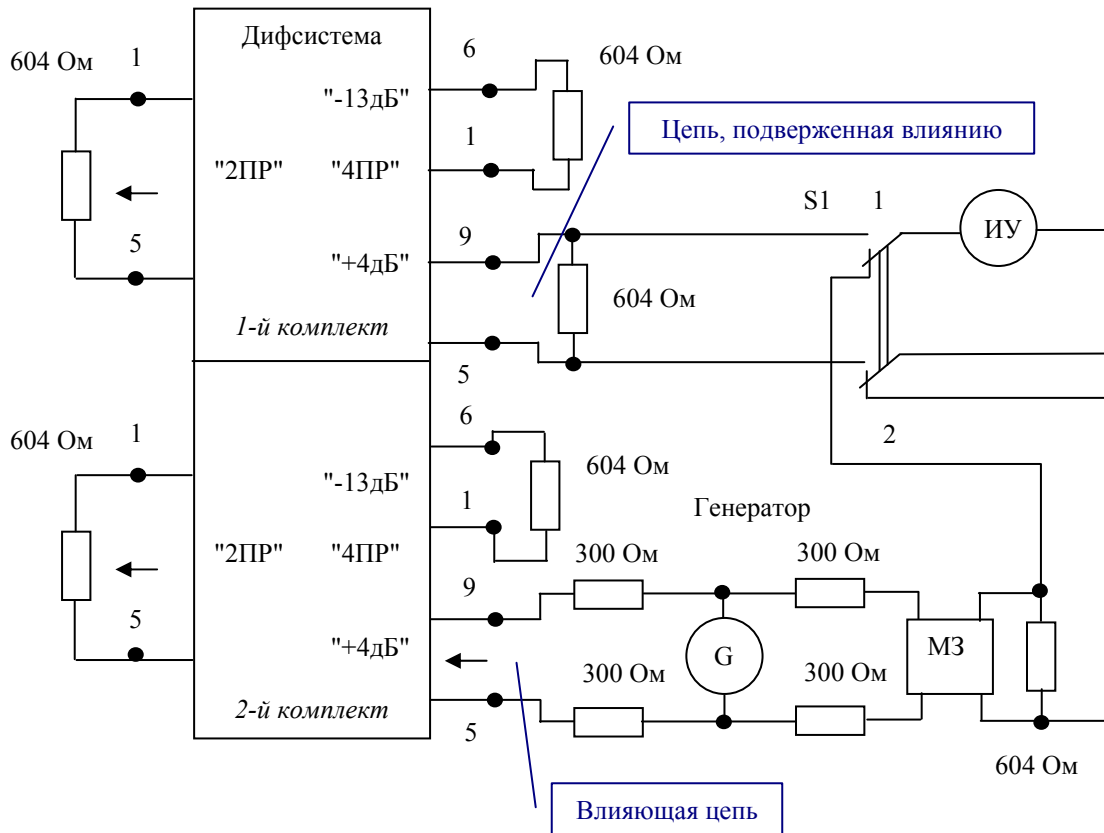 Дифсистема
604 Ом
1
6
604 Ом
"-13дБ"
Цепь, подверженная влиянию
1
"2ПР"
"4ПР"
S1
1
ИУ
5
9
"+4дБ"
604 Ом
1-й комплект
5
6
2
604 Ом
1
604 Ом
"-13дБ"
1
Генератор
"2ПР"
"4ПР"
300 Ом
300 Ом
9
5
"+4дБ"
G
МЗ
300 Ом
300 Ом
2-й комплект
5
604 Ом
Влияющая цепь